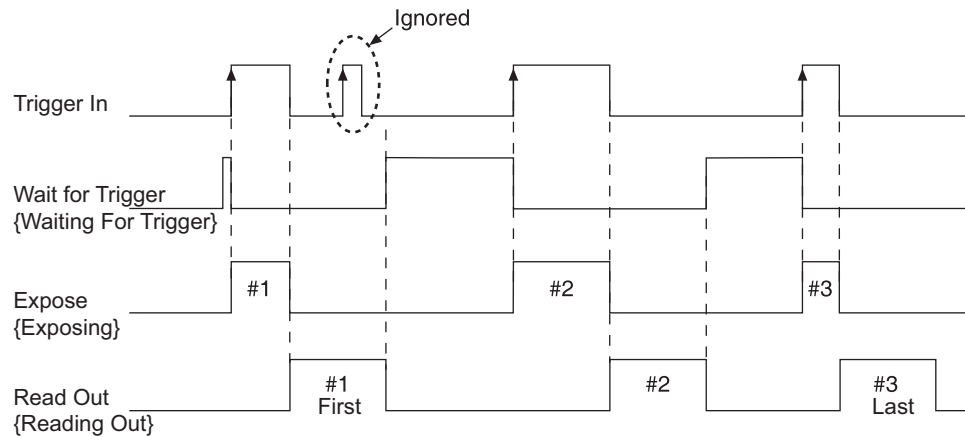 Ignored
Trigger In
Wait for Trigger
{Waiting For Trigger}
Expose
{Exposing}
#1
#2
#3
Read Out
{Reading Out}
#1
First
#2
#3
Last